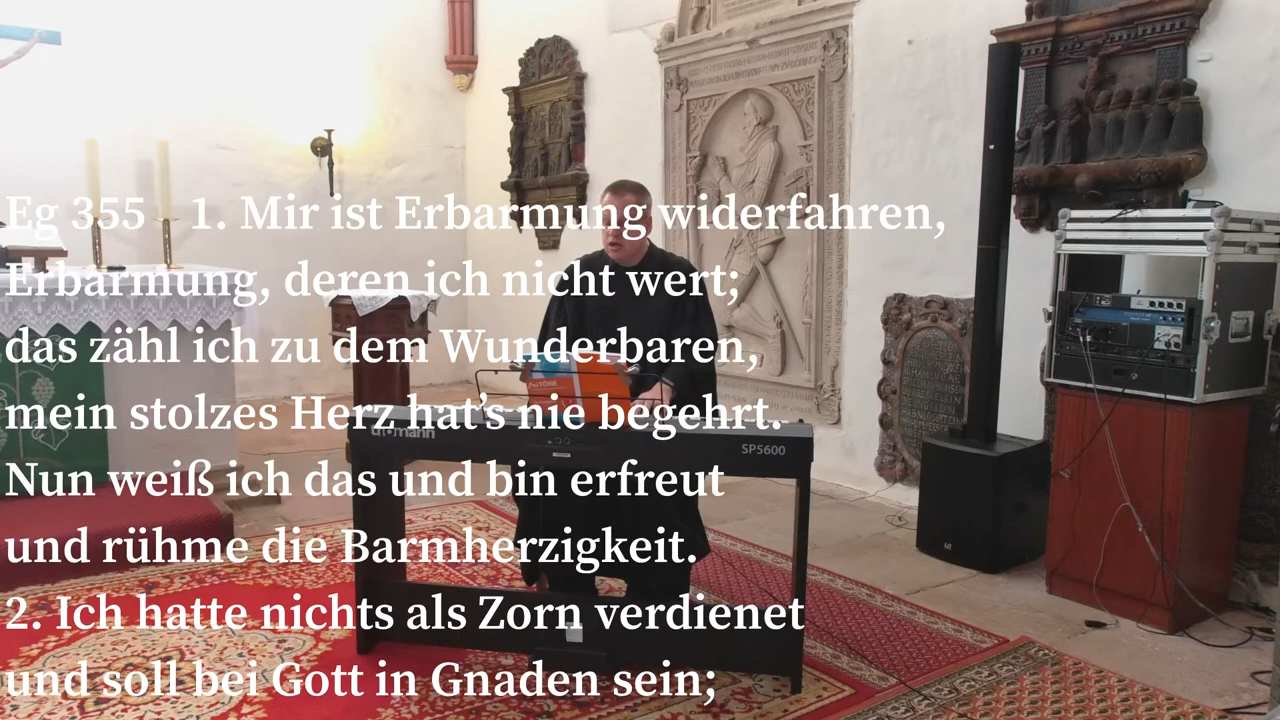 Eg 355 - 1. Mir ist Erbarmung widerfahren,
Erbarmung, deren ich nicht wert;
das zähl ich zu dem Wunderbaren,
mein stolzes Herz hat's nie begehrt.
Nun weiß ich das und bin erfreut
und rühme die Barmherzigkeit.
2. Ich hatte nichts als Zorn verdienet
und soll bei Gott in Gnaden sein;
thomann
SP5600